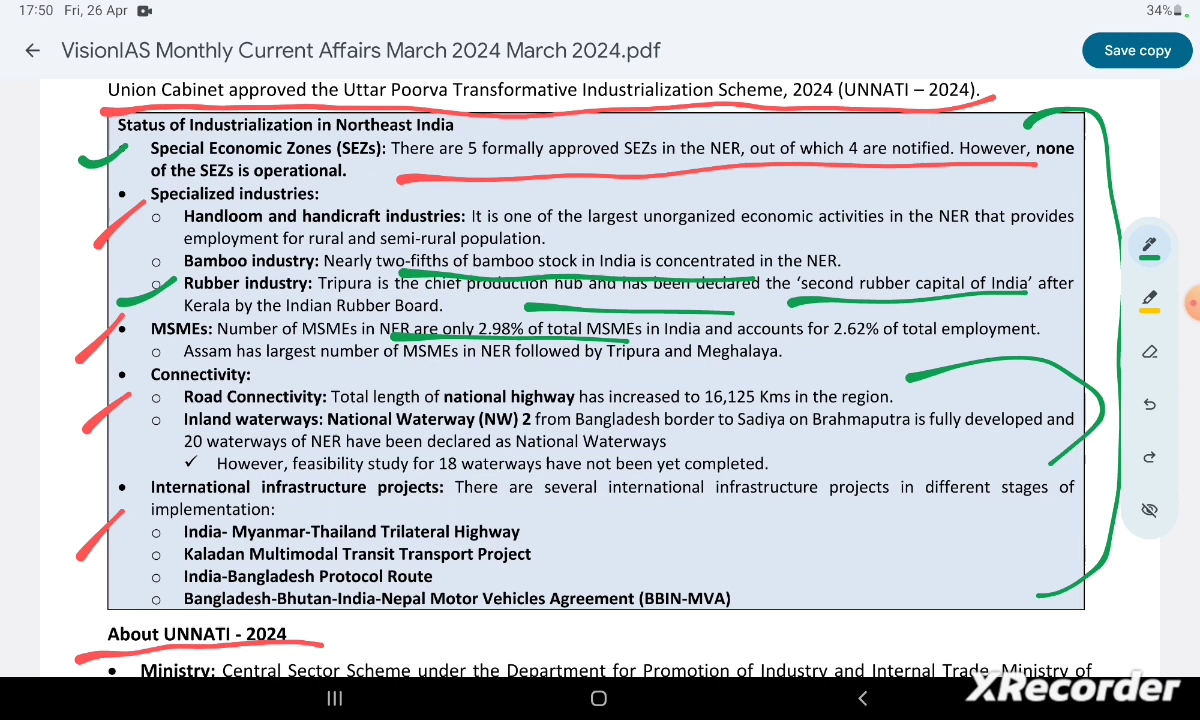 17:50 Fri, 26 Apr
34%
VisionIAS Monthly Current Affairs March 2024 March 2024.pdf
Save copy
Union Cabinet approved the Uttar Poorva Transformative Industrialization Scheme, 2024 (UNNATI – 2024).
Status of Industrialization in Northeast India
Special Economic Zones (SEZs): There are 5 formally approved SEZs in the NER, out of which 4 are notified. However, none
of the SEZs is operational.
• Specialized industries:
o Handloom and handicraft industries: It is one of the largest unorganized economic activities in the NER that provides
employment for rural and semi-rural population.
o Bamboo industry: Nearly two-fifths of bamboo stock in India is concentrated in the NER.
o Rubber industry: Tripura is the chief production hub and has been declared the ‘second rubber capital of India’ after
Kerala by the Indian Rubber Board.
• MSMEs: Number of MSMEs in NER are only 2.98% of total MSMEs in India and accounts for 2.62% of total employment.
o Assam has largest number of MSMEs in NER followed by Tripura and Meghalaya.
• Connectivity:
o Road Connectivity: Total length of national highway has increased to 16,125 Kms in the region.
o Inland waterways: National Waterway (NW) 2 from Bangladesh border to Sadiya on Brahmaputra is fully developed and
20 waterways of NER have been declared as National Waterways
✓ However, feasibility study for 18 waterways have not been yet completed.
• International infrastructure projects: There are several international infrastructure projects in different stages of
implementation:
o India- Myanmar-Thailand Trilateral Highway
o Kaladan Multimodal Transit Transport Project
o India-Bangladesh Protocol Route
o Bangladesh-Bhutan-India-Nepal Motor Vehicles Agreement (BBIN-MVA)
About UNNATI - 2024
• Ministry: Central Sector Scheme under the Department for Promotion of Industry and Internal Trade, Ministry of
XRecorder